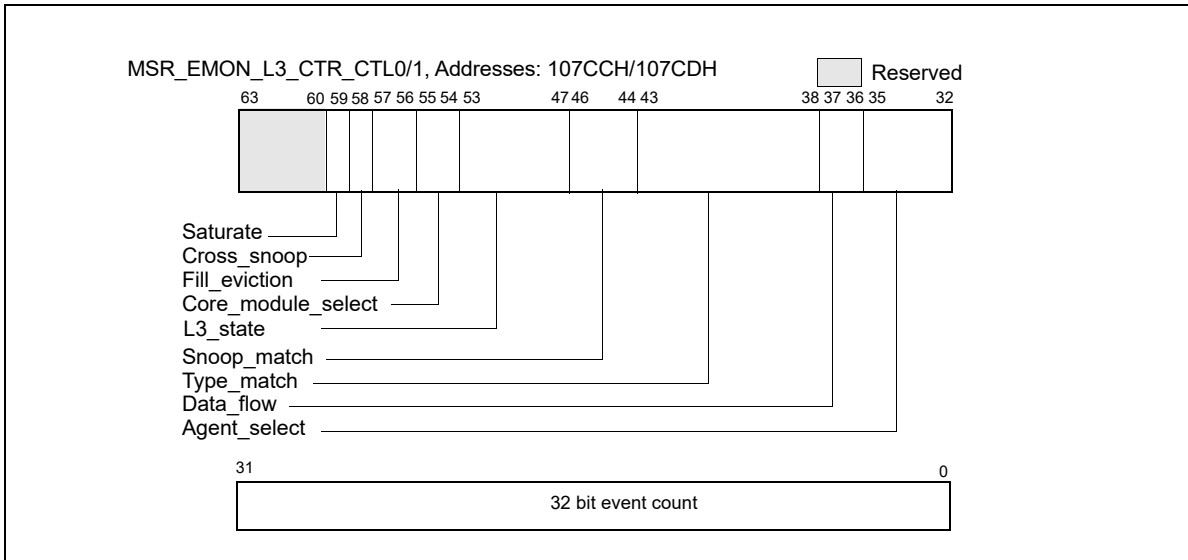 MSR_EMON_L3_CTR_CTL0/1, Addresses: 107CCH/107CDH
Reserved
63 60 59 58 57 56 55 54 53 47 46 44 43 38 37 36 35 32
Saturate
Cross_snoop
Fill_eviction
Core_module_select
L3_state
Snoop_match
Type_match
Data_flow
Agent_select
31 0
32 bit event count